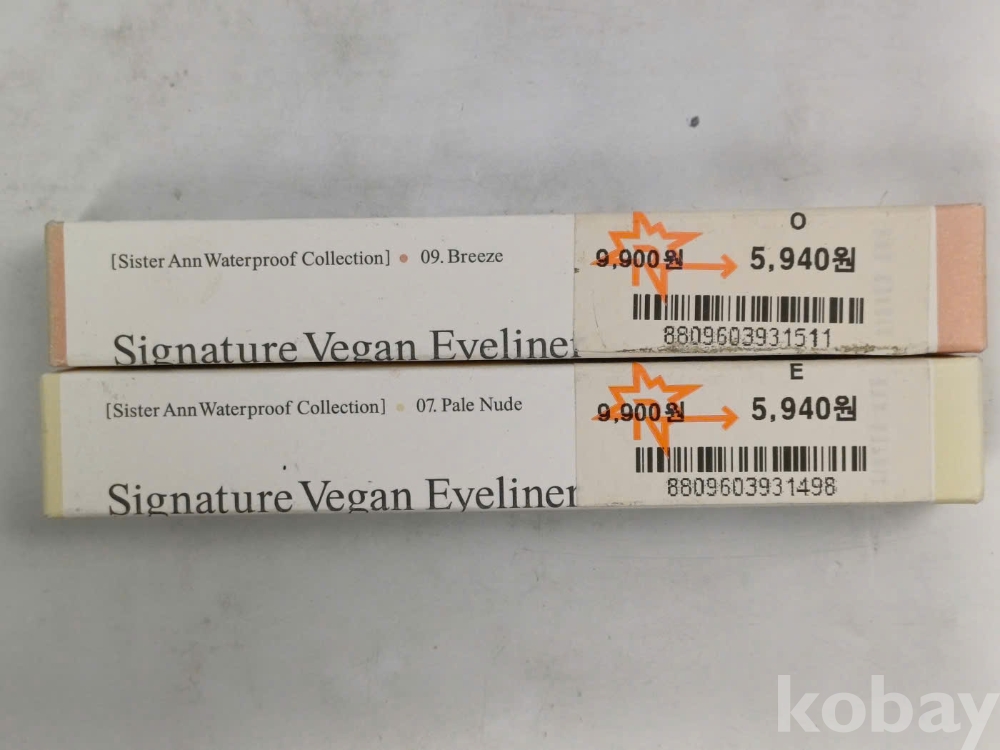 [Sister Ann Waterproof Collection] • 09. Breeze
Signature Vegan Eyeliner
O
9,900원 → 5,940원
R
8809603931511
[Sister Ann Waterproof Collection] • 07. Pale Nude
Signature Vegan Eyeliner
E
9,900원 → 5,940원
R
8809603931498
kobay